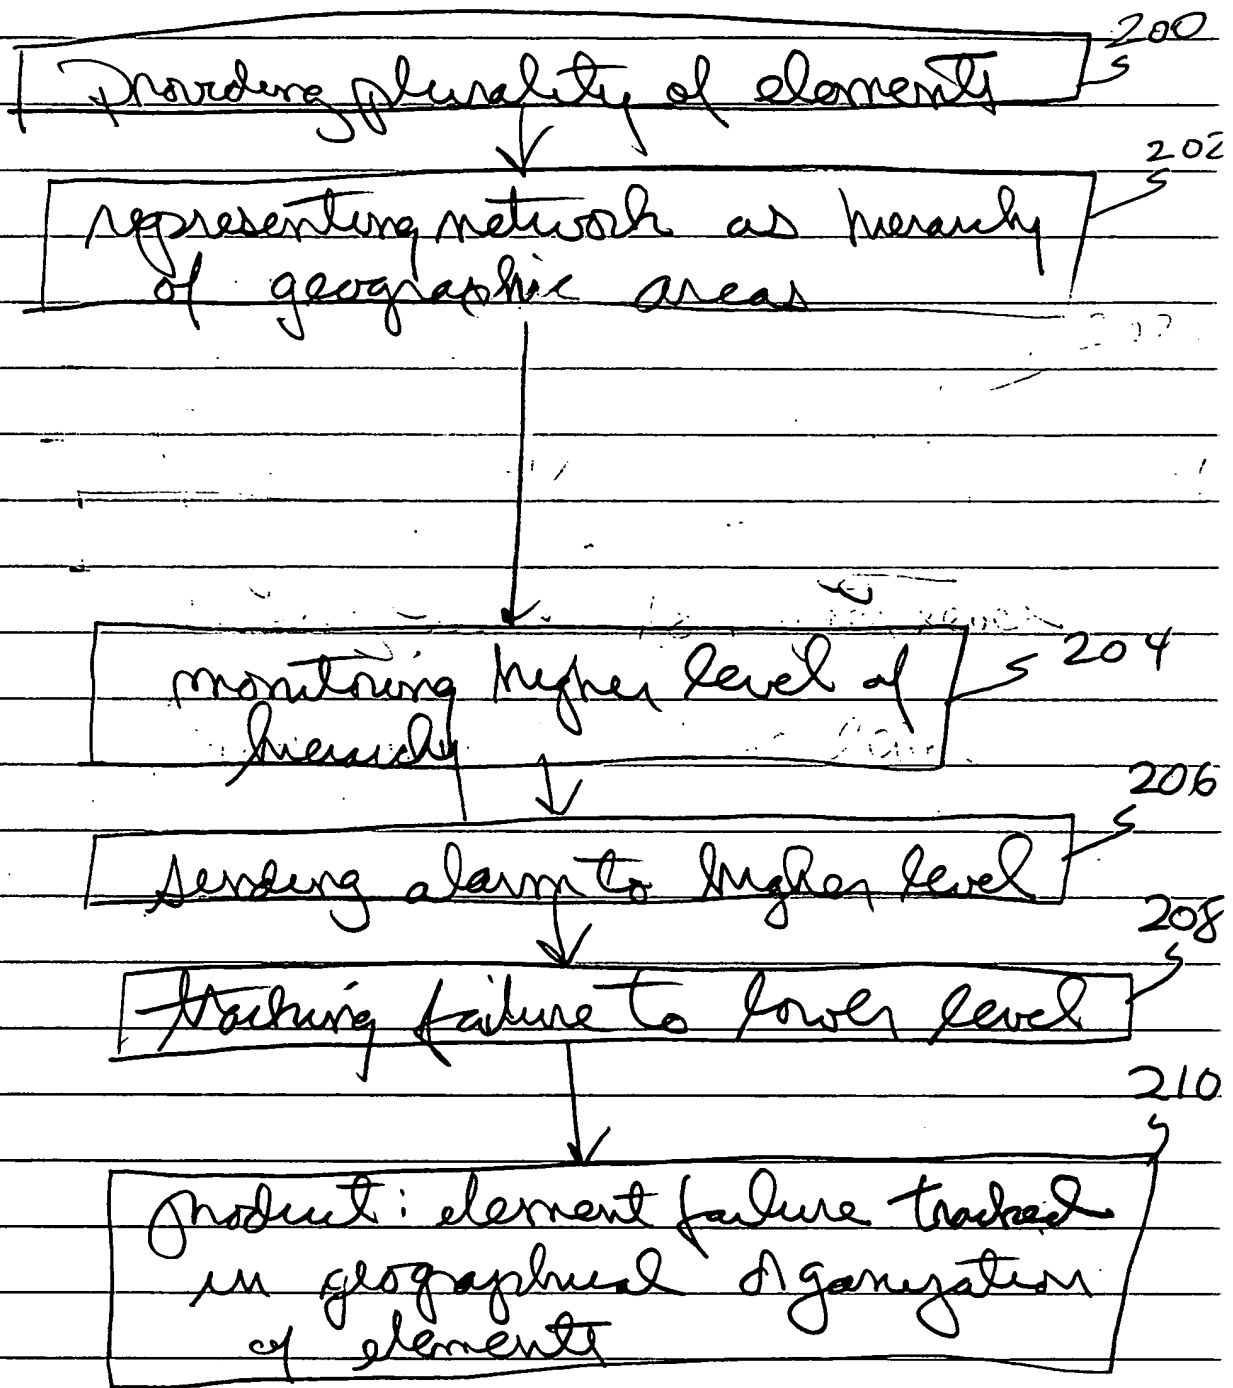 200
Providing plurality of elements
202
representing network as hierarchy
of geographic areas
204
monitoring higher level of
hierarchy
206
sending alarm to higher level
208
tracking failure to lower level
210
product: element failure tracked
in geographical organization
of elements